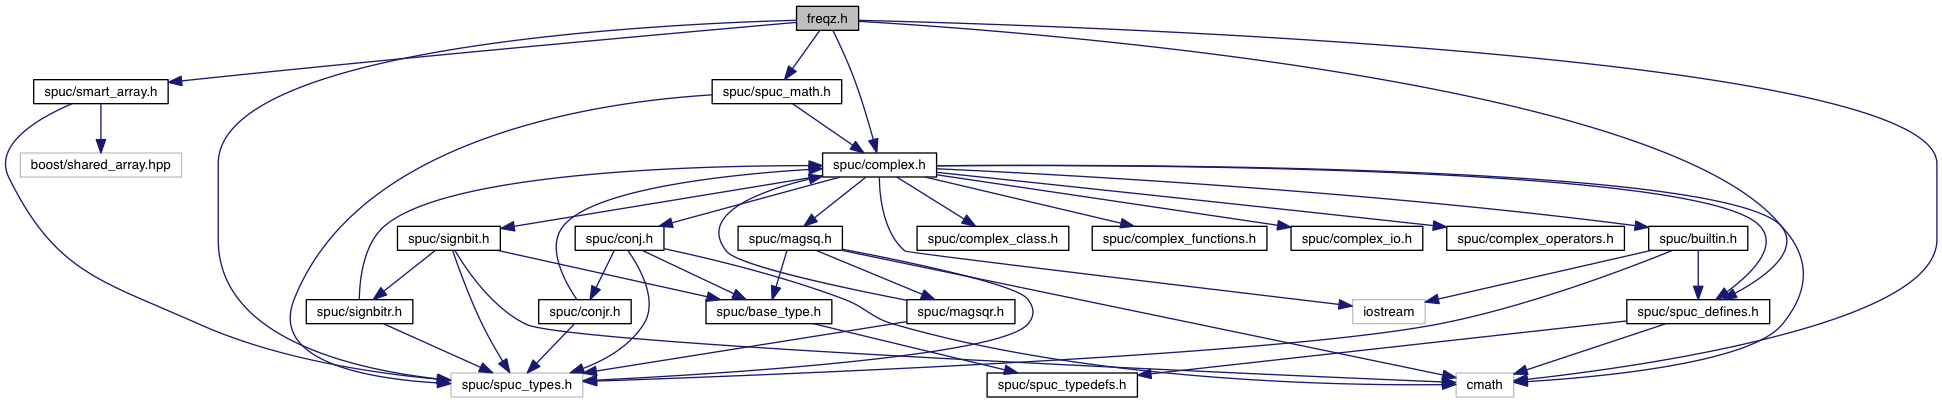 freqz.h
spuc/smart_array.h
spuc/spuc_math.h
boost/shared_array.hpp
spuc/complex.h
spuc/signbit.h
spuc/conj.h
spuc/magsq.h
spuc/complex_class.h
spuc/complex_functions.h
spuc/complex_io.h
spuc/complex_operators.h
spuc/builtin.h
spuc/signbitr.h
spuc/conjr.h
spuc/base_type.h
spuc/magsqr.h
iostream
spuc/spuc_defines.h
spuc/spuc_types.h
spuc/spuc_typedefs.h
cmath